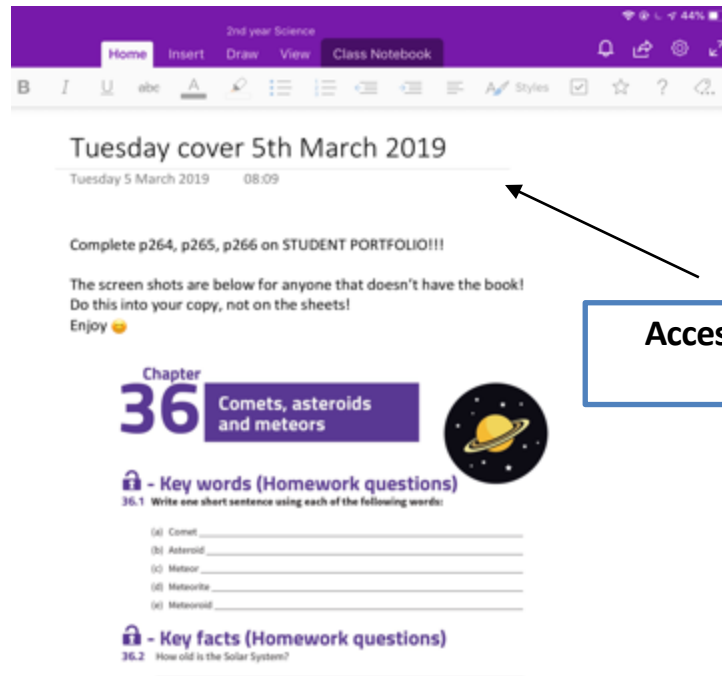 44%
2nd year Science
Home Insert Draw View Class Notebook
B I U abc A Styles ?
Tuesday cover 5th March 2019
Tuesday 5 March 2019 08:09
Complete p264, p265, p266 on STUDENT PORTFOLIO!!!
The screen shots are below for anyone that doesn't have the book!
Do this into your copy, not on the sheets!
Enjoy 😊
Acces
Chapter
36
Comets, asteroids
and meteors
- Key words (Homework questions)
36.1 Write one short sentence using each of the following words:
(a) Comet
(b) Asteroid
(c) Meteor
(d) Meteorite
(e) Meteoroid
- Key facts (Homework questions)
36.2 How old is the Solar System?